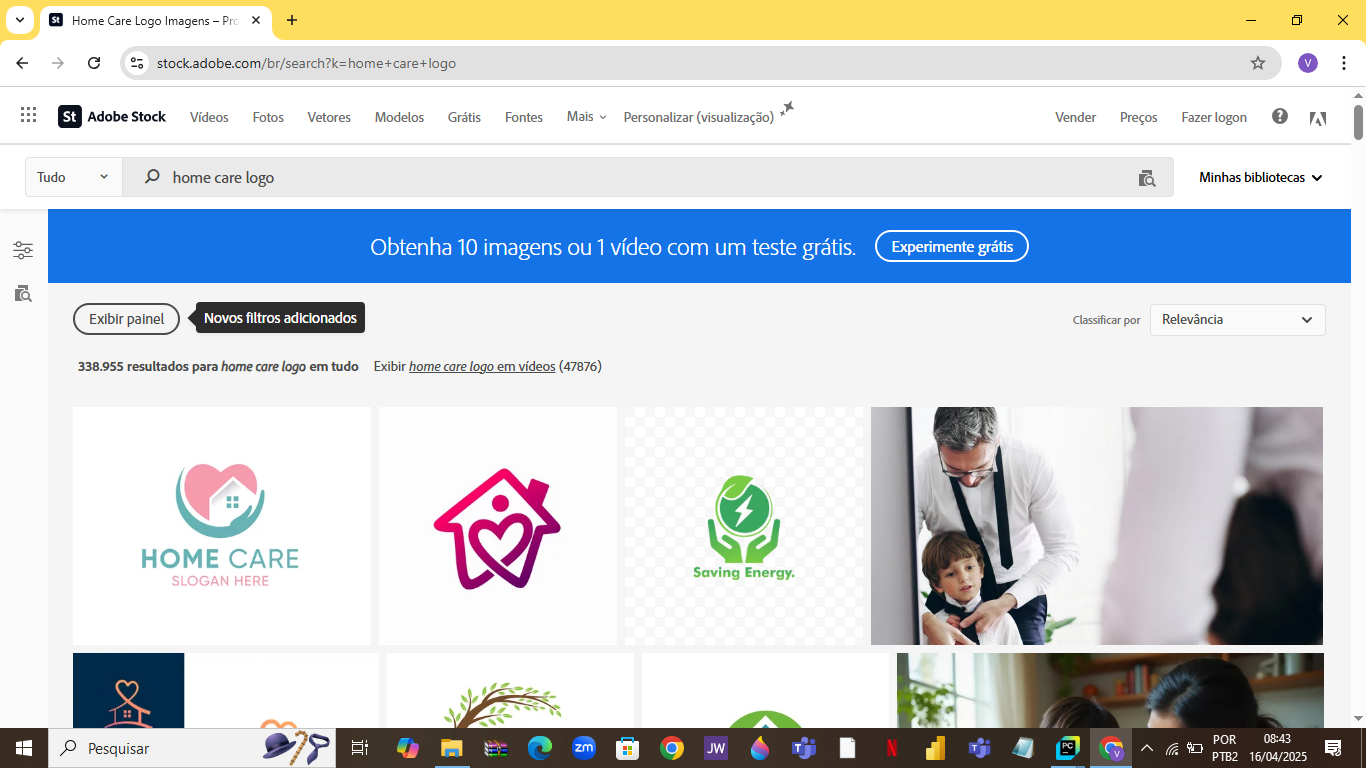 Home Care Logo Imagens – Pro
stock.adobe.com/br/search?k=home+care+logo
V
St Adobe Stock Vídeos Fotos Vetores Modelos Grátis Fontes Mais Personalizar (visualização) Vender Preços Fazer logon
Tudo home care logo Minhas bibliotecas
Obtenha 10 imagens ou 1 vídeo com um teste grátis. Experimente grátis
Exibir painel Novos filtros adicionados Classificar por Relevância
338.955 resultados para home care logo em tudo Exibir home care logo em vídeos (47876)
HOME CARE
SLOGAN HERE
Saving Energy.
Pesquisar zm JW N PC V POR 08:43
PTB2 16/04/2025